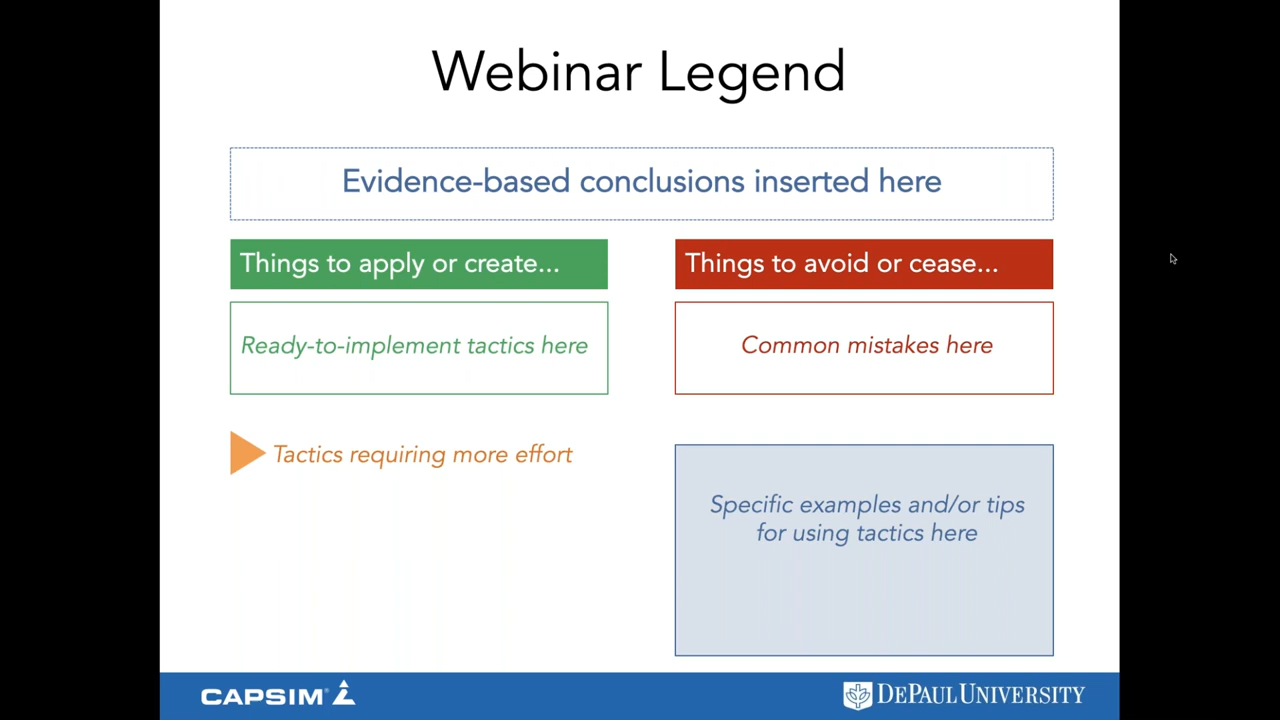 Webinar Legend
Evidence-based conclusions inserted here
Things to apply or create...
Things to avoid or cease...
Ready-to-implement tactics here
Common mistakes here
Tactics requiring more effort
Specific examples and/or tips
for using tactics here
CAPSIM®
DEPAUL UNIVERSITY